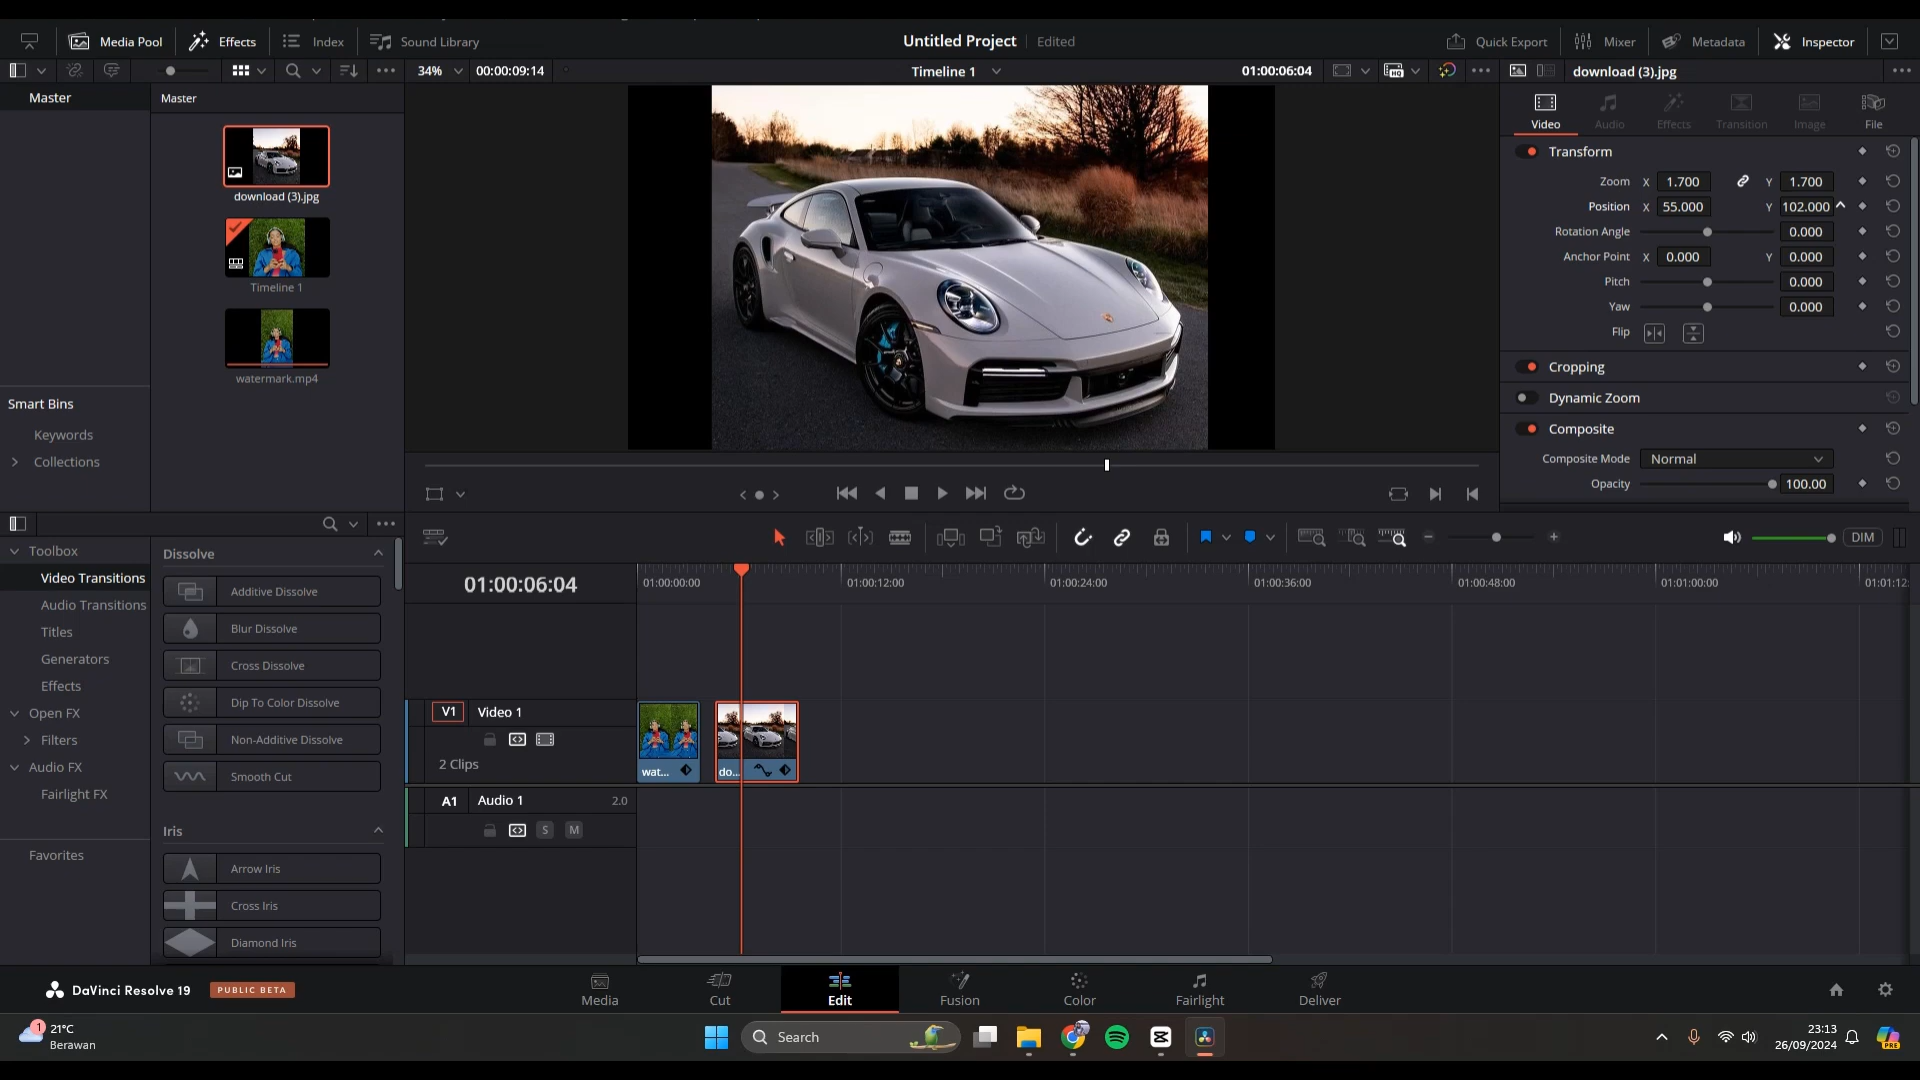 Media Pool Effects Index Sound Library Untitled Project Edited Quick Export Mixer Metadata Inspector
34% 00:00:09:14 Timeline 1 01:00:06:04 HQ download (3).jpg
Master Master
download (3).jpg
Timeline 1
watermark.mp4
Smart Bins
Keywords
Collections
Video Audio Effects Transition Image File
Transform
Zoom X 1.700 Y 1.700
Position X 55.000 Y 102.000
Rotation Angle 0.000
Anchor Point X 0.000 Y 0.000
Pitch 0.000
Yaw 0.000
Flip
Cropping
Dynamic Zoom
Composite
Composite Mode Normal
Opacity 100.00
Toolbox
Video Transitions
Audio Transitions
Titles
Generators
Effects
Open FX
Filters
Audio FX
Fairlight FX
Favorites
Dissolve
Additive Dissolve
Blur Dissolve
Cross Dissolve
Dip To Color Dissolve
Non-Additive Dissolve
Smooth Cut
Iris
Arrow Iris
Cross Iris
Diamond Iris
DIM
01:00:06:04 01:00:00:00 01:00:12:00 01:00:24:00 01:00:36:00 01:00:48:00 01:01:00:00 01:01:12:
V1 Video 1
2 Clips
wat... do...
A1 Audio 1 2.0
S M
DaVinci Resolve 19 PUBLIC BETA
Media Cut Edit Fusion Color Fairlight Deliver
1 21°C
Berawan
Search
23:13
26/09/2024
PRE